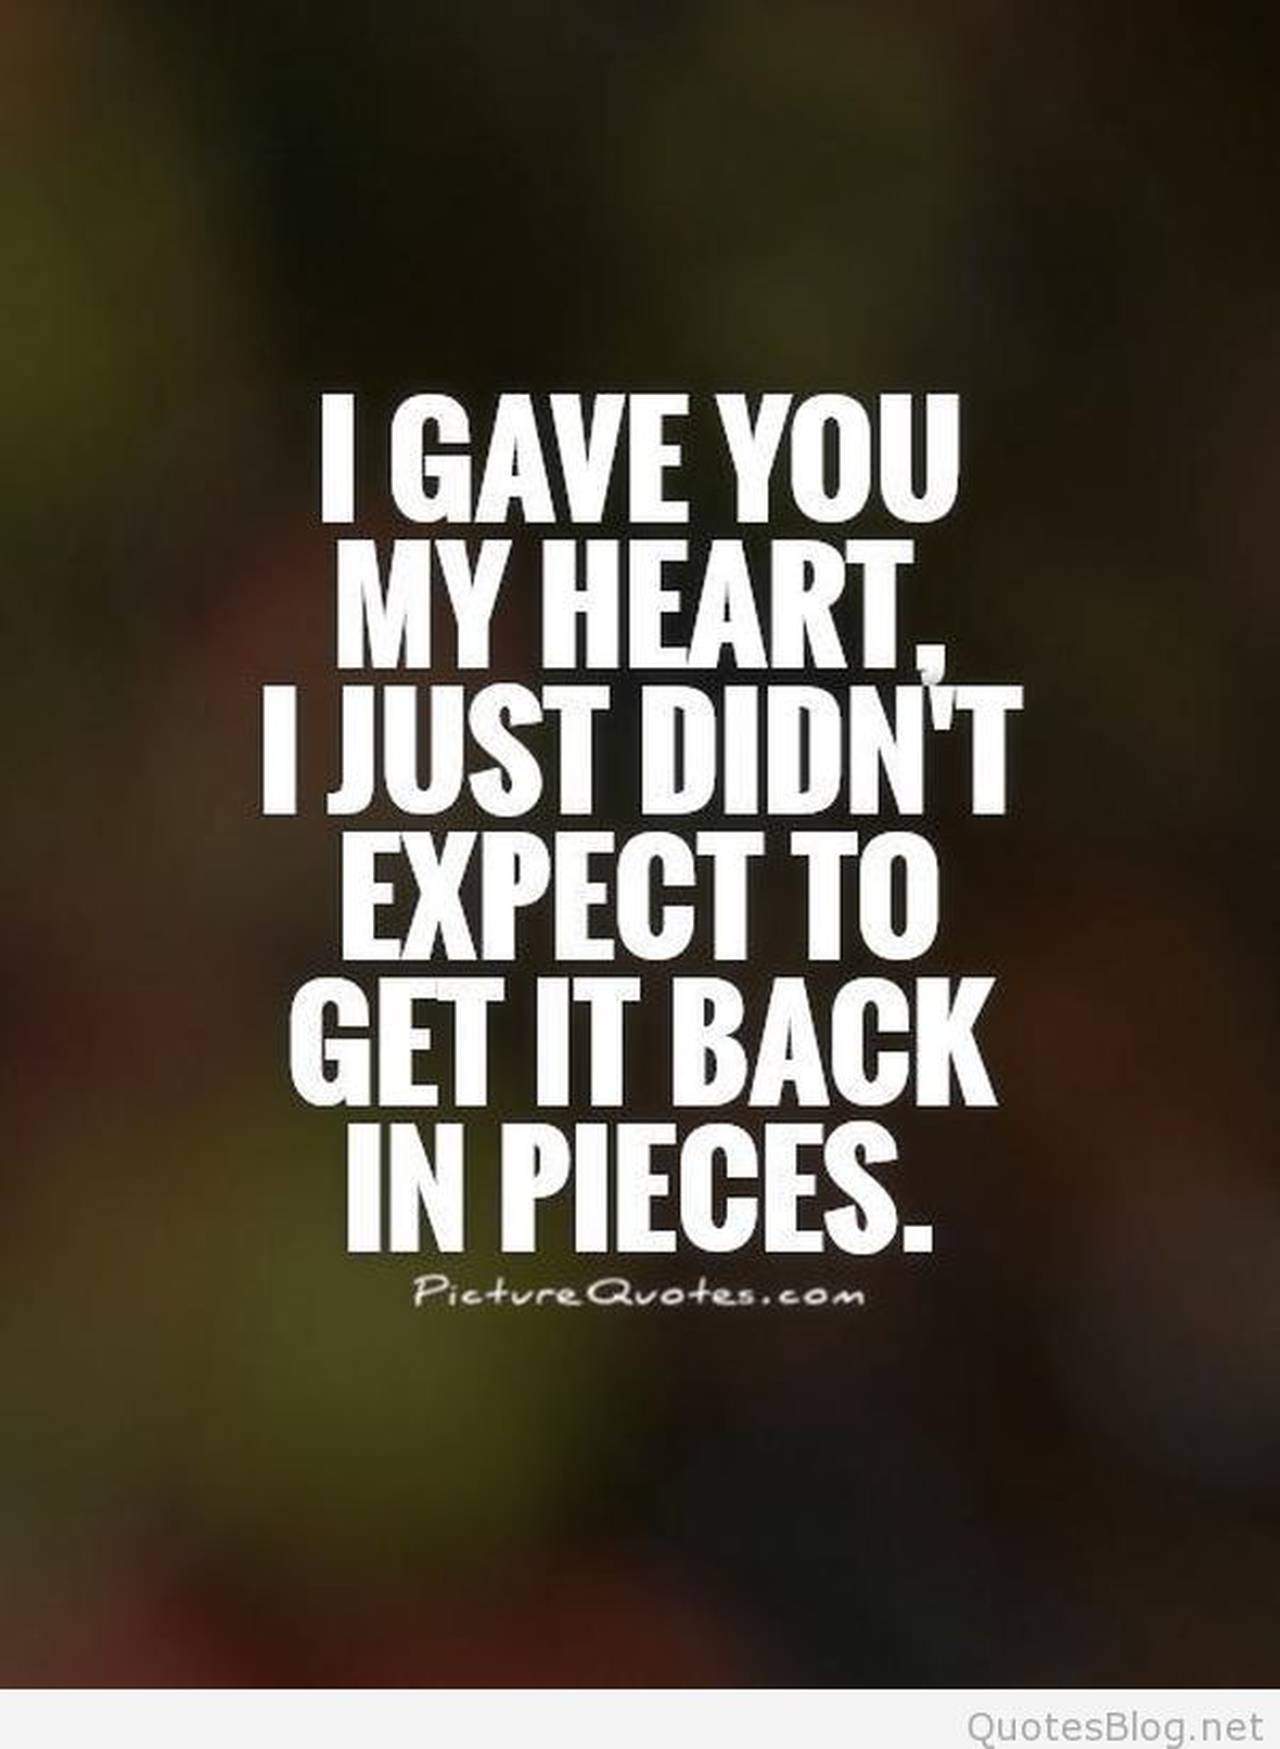 I GAVE YOU
MY HEART,
I JUST DIDN'T
EXPECT TO
GET IT BACK
IN PIECES.
PictureQuotes.com
QuotesBlog.net